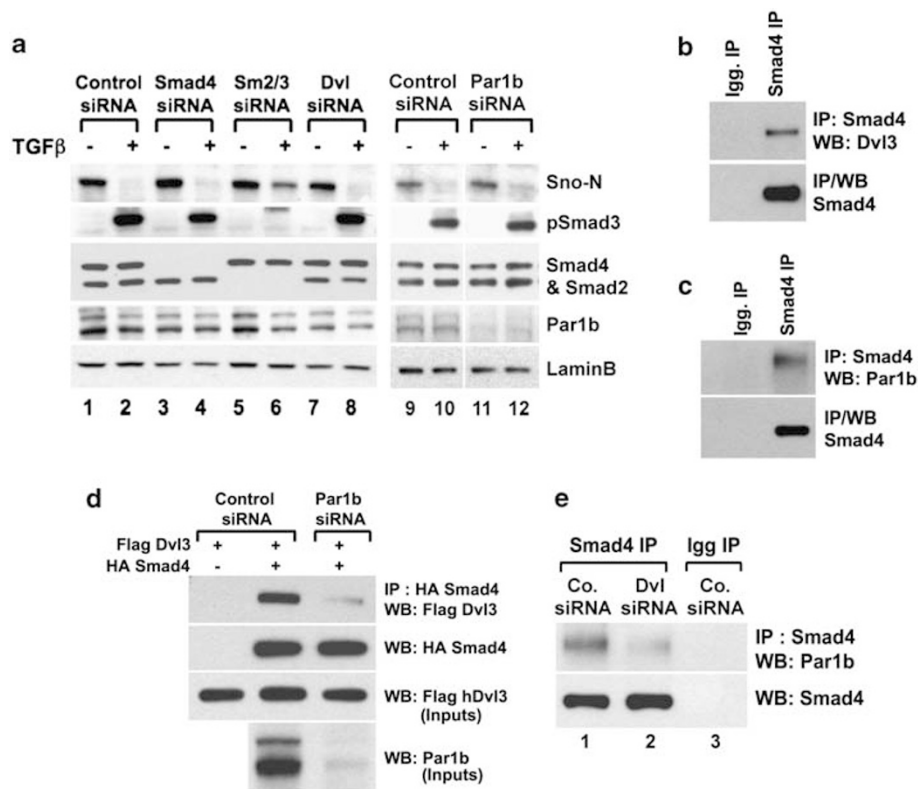 a
Control siRNA
Smad4 siRNA
Sm2/3 siRNA
Dvl siRNA
Control siRNA
Par1b siRNA
TGFβ - + - + - + - + - + - +
Sno-N
pSmad3
Smad4
& Smad2
Par1b
LaminB
1 2 3 4 5 6 7 8 9 10 11 12
b
Igg. IP
Smad4 IP
IP: Smad4
WB: Dvl3
IP/WB
Smad4
c
Igg. IP
Smad4 IP
IP: Smad4
WB: Par1b
IP/WB
Smad4
d
Control siRNA
Par1b siRNA
Flag Dvl3 + + +
HA Smad4 - + +
IP : HA Smad4
WB: Flag Dvl3
WB: HA Smad4
WB: Flag hDvl3
(Inputs)
WB: Par1b
(Inputs)
e
Smad4 IP
Igg IP
Co. siRNA
Dvl siRNA
Co. siRNA
IP : Smad4
WB: Par1b
WB: Smad4
1 2 3